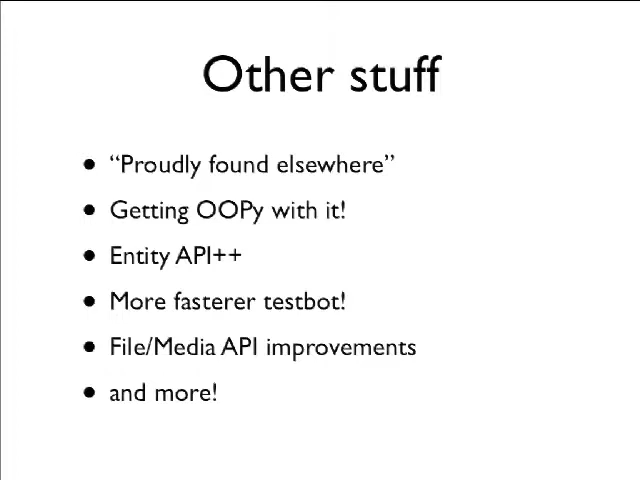 Other stuff
• “Proudly found elsewhere”
• Getting OOPy with it!
• Entity API++
• More fasterer testbot!
• File/Media API improvements
• and more!